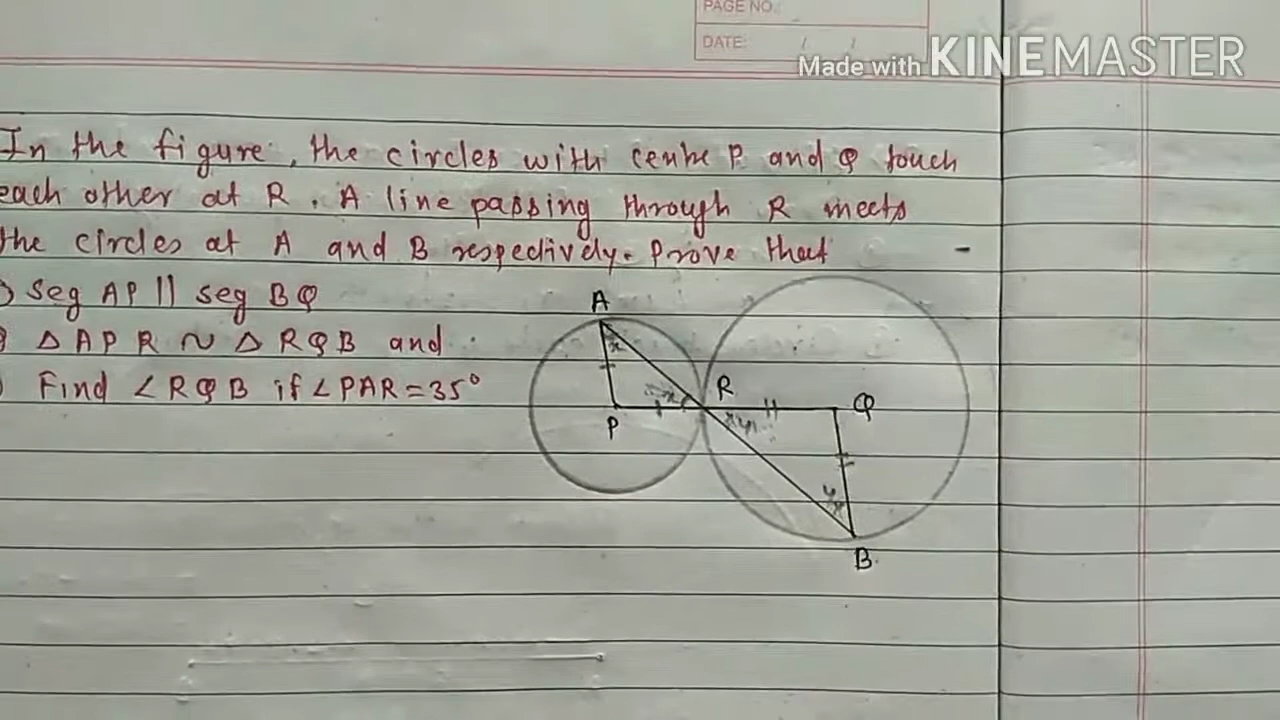 PAGE NO.:
DATE: / /
Made with KINEMASTER
In the figure, the circles with centre P and Q touch
each other at R. A line passing through R meets
the circles at A and B respectively. Prove that -
) seg AP || seg BQ
Δ APR ~ Δ RQB and
) Find ∠RQB if ∠PAR = 35°
A
x
x R Q
P
x y
y
x
B